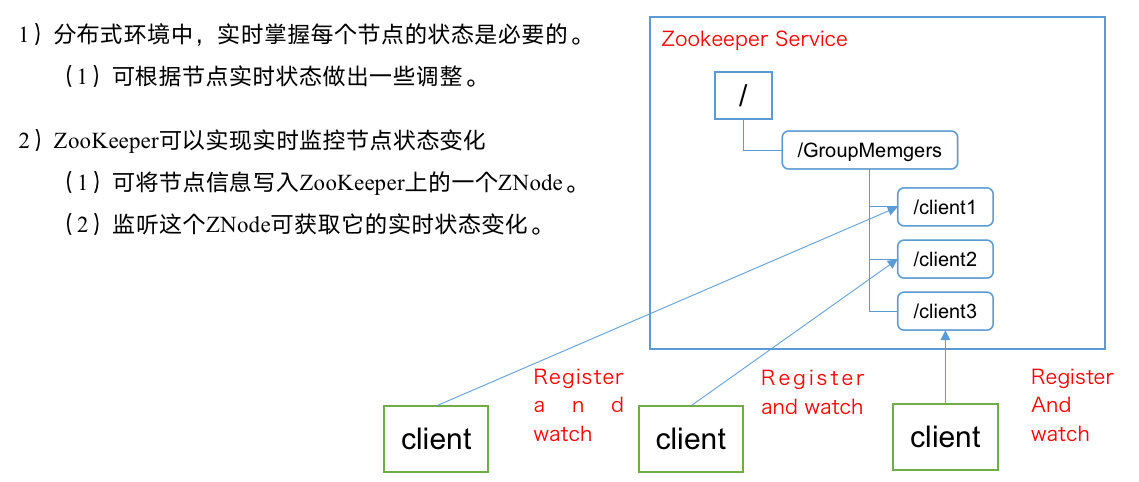 1）分布式环境中，实时掌握每个节点的状态是必要的。
（1）可根据节点实时状态做出一些调整。
2）ZooKeeper可以实现实时监控节点状态变化
（1）可将节点信息写入ZooKeeper上的一个ZNode。
（2）监听这个ZNode可获取它的实时状态变化。
Zookeeper Service
/
/GroupMemgers
/client1
/client2
/client3
Register
a n d
watch
Register
and watch
Register
And
watch
client
client
client